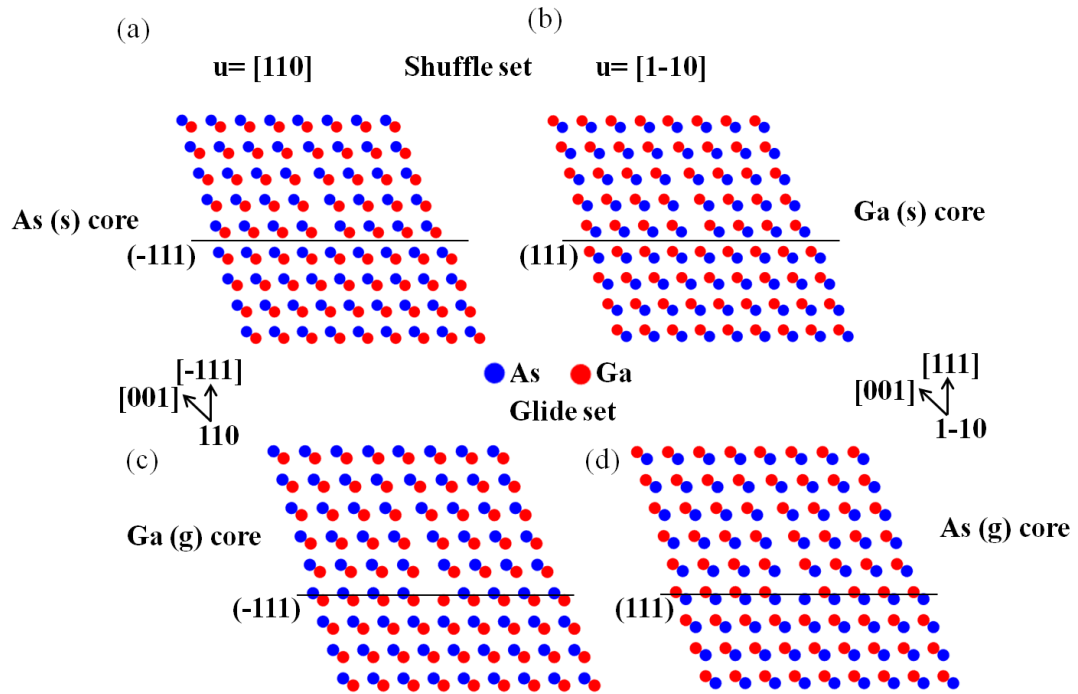 (a)
(b)
u= [110]
Shuffle set
u= [1-10]
As (s) core
Ga (s) core
(-111)
(111)
[-111]
[001]
110
As
Ga
Glide set
[111]
[001]
1-10
(c)
(d)
Ga (g) core
As (g) core
(-111)
(111)